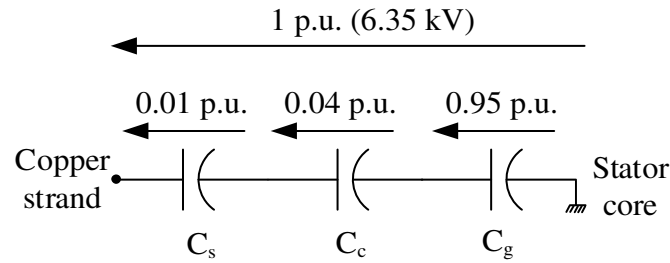 1 p.u. (6.35 kV)
0.01 p.u.
0.04 p.u.
0.95 p.u.
Copper
strand
Stator
core
Cs
Cc
Cg